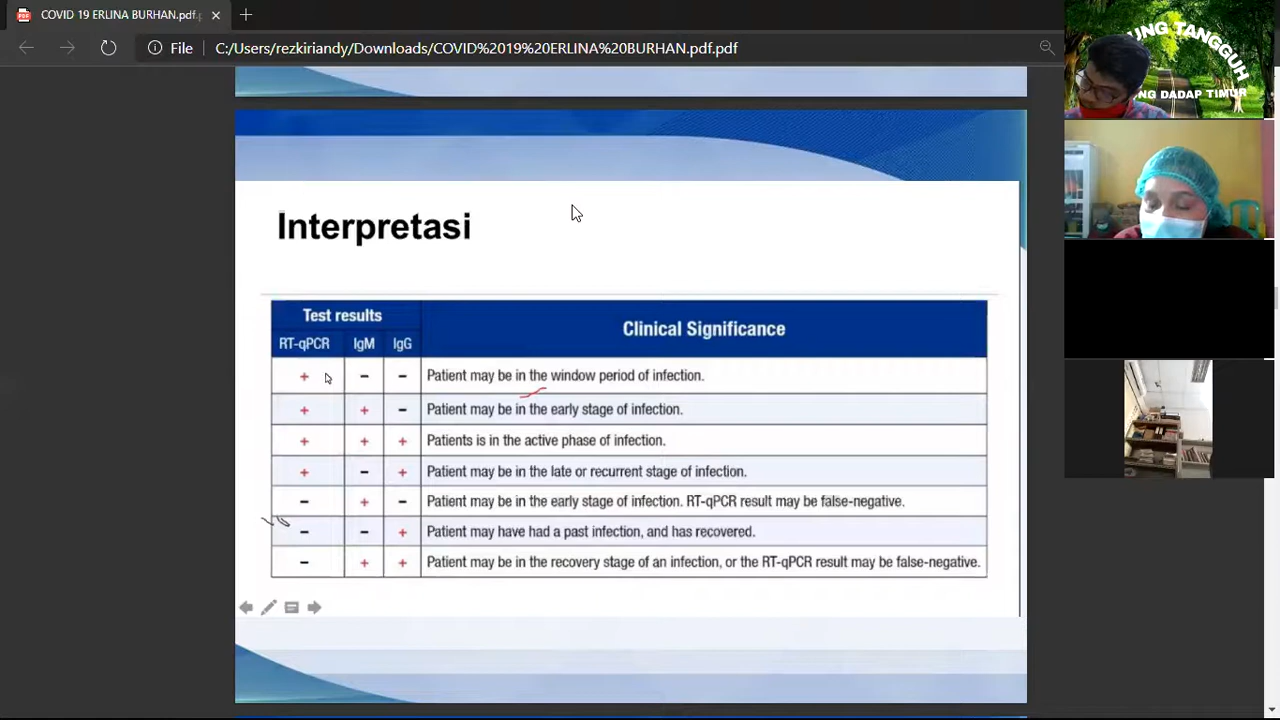 COVID 19 ERLINA BURHAN.pdf.
File
C:/Users/rezkiriandy/Downloads/COVID%2019%20ERLINA%20BURHAN.pdf.pdf
UNG TANGGUH
NG DADAP TIMUR
Interpretasi
Test results
Clinical Significance
RT-qPCR IgM IgG
+ - - Patient may be in the window period of infection.
+ + - Patient may be in the early stage of infection.
+ + + Patients is in the active phase of infection.
+ - + Patient may be in the late or recurrent stage of infection.
- + - Patient may be in the early stage of infection. RT-qPCR result may be false-negative.
- - + Patient may have had a past infection, and has recovered.
- + + Patient may be in the recovery stage of an infection, or the RT-qPCR result may be false-negative.